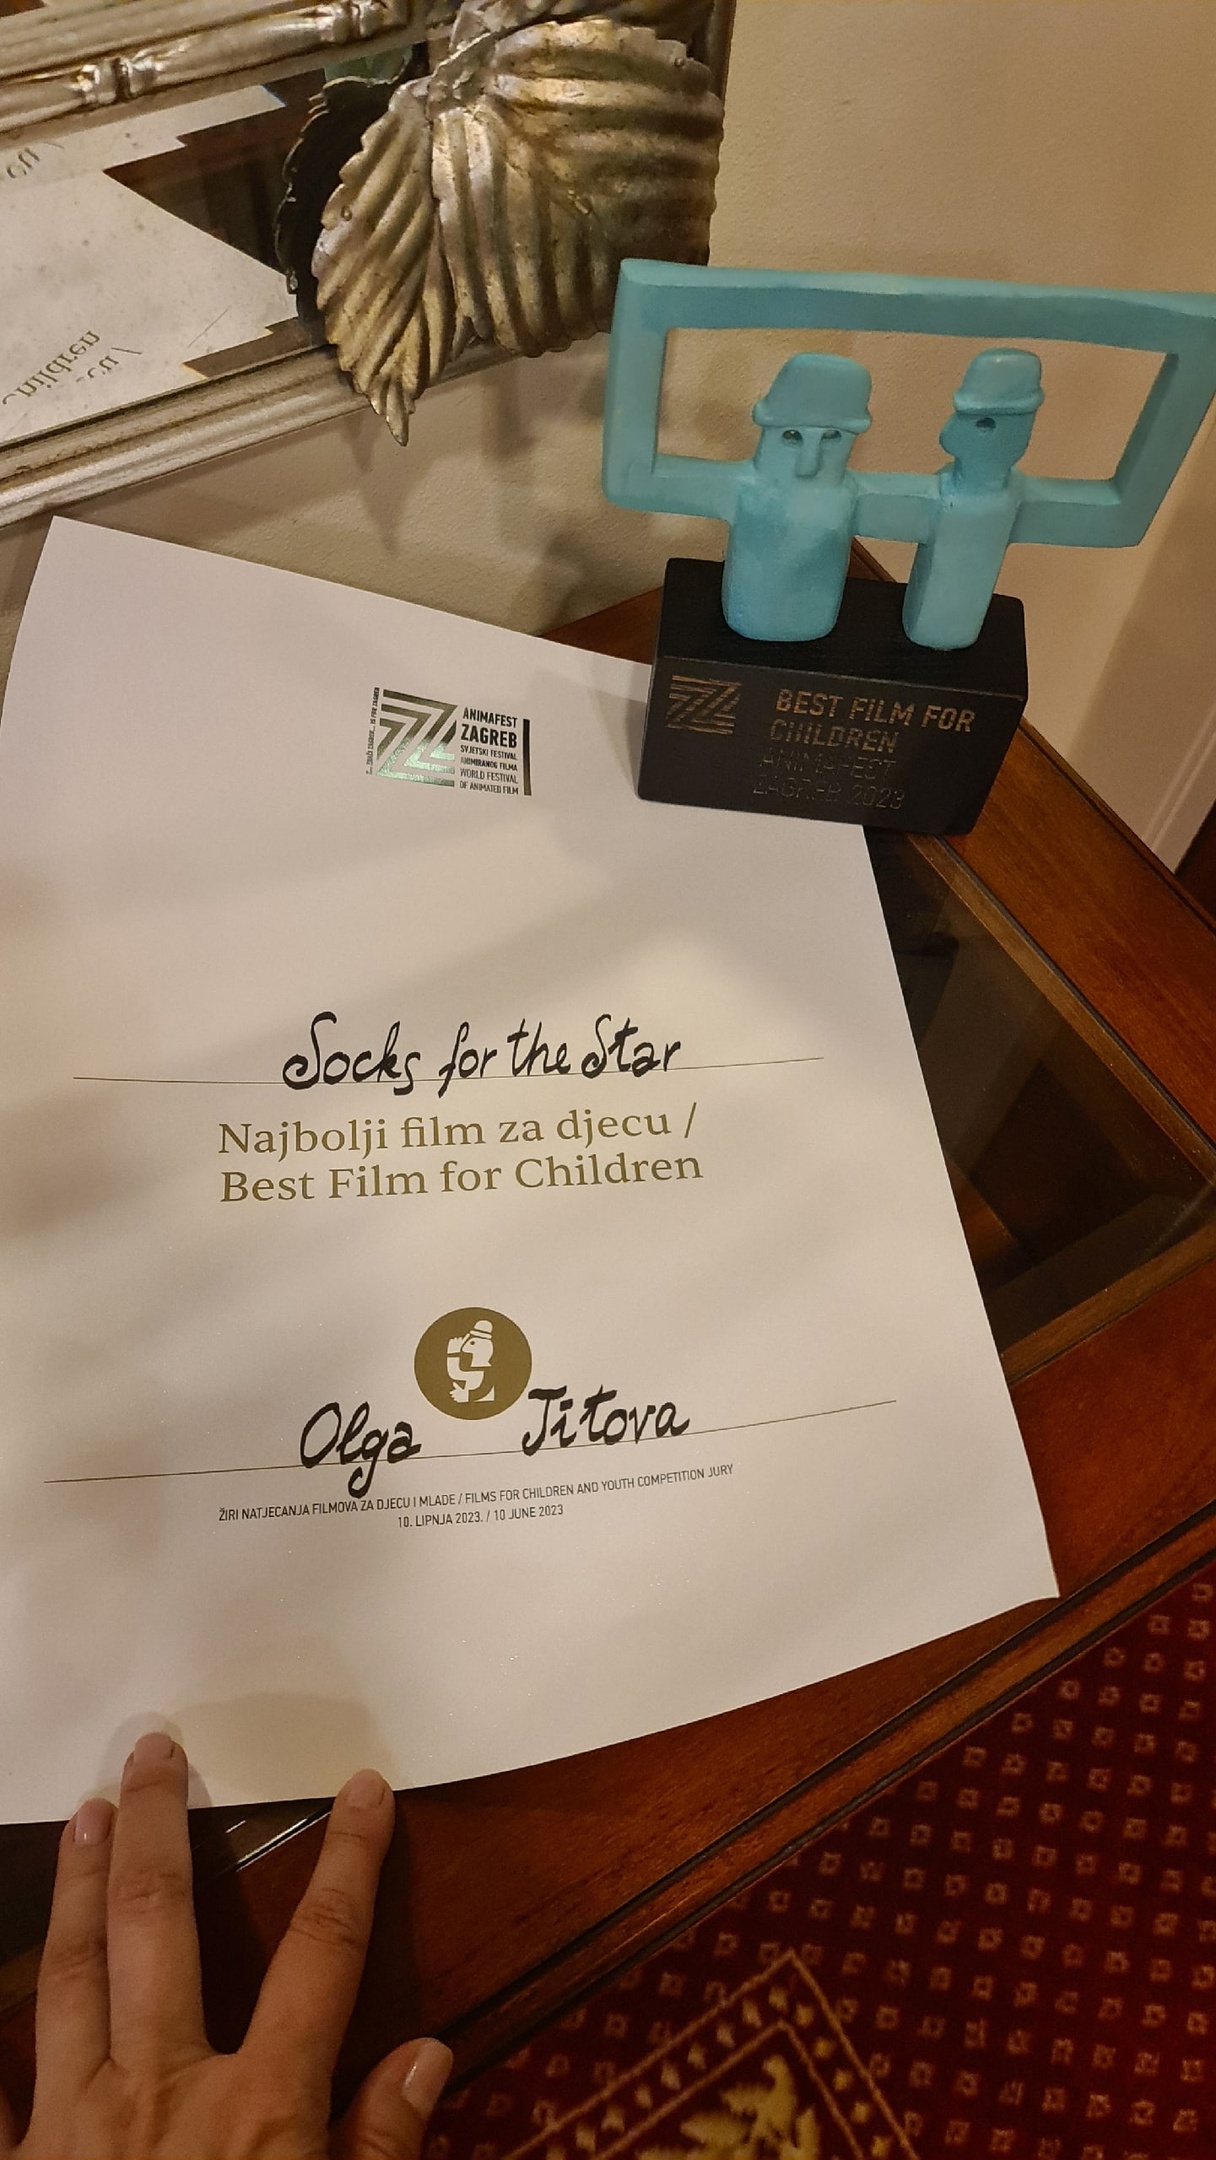 ANIMAFEST
ZAGREB
SVJETSKI FESTIVAL
ANIMIRANOG FILMA
WORLD FESTIVAL
OF ANIMATED FILM
BEST FILM FOR
CHILDREN
ANIMAFEST
ZAGREB 2023
Socks for the Star
Najbolji film za djecu /
Best Film for Children
Olga Titova
ŽIRI NATJECANJA FILMOVA ZA DJECU I MLADE / FILMS FOR CHILDREN AND YOUTH COMPETITION JURY
10. LIPNJA 2023. / 10 JUNE 2023